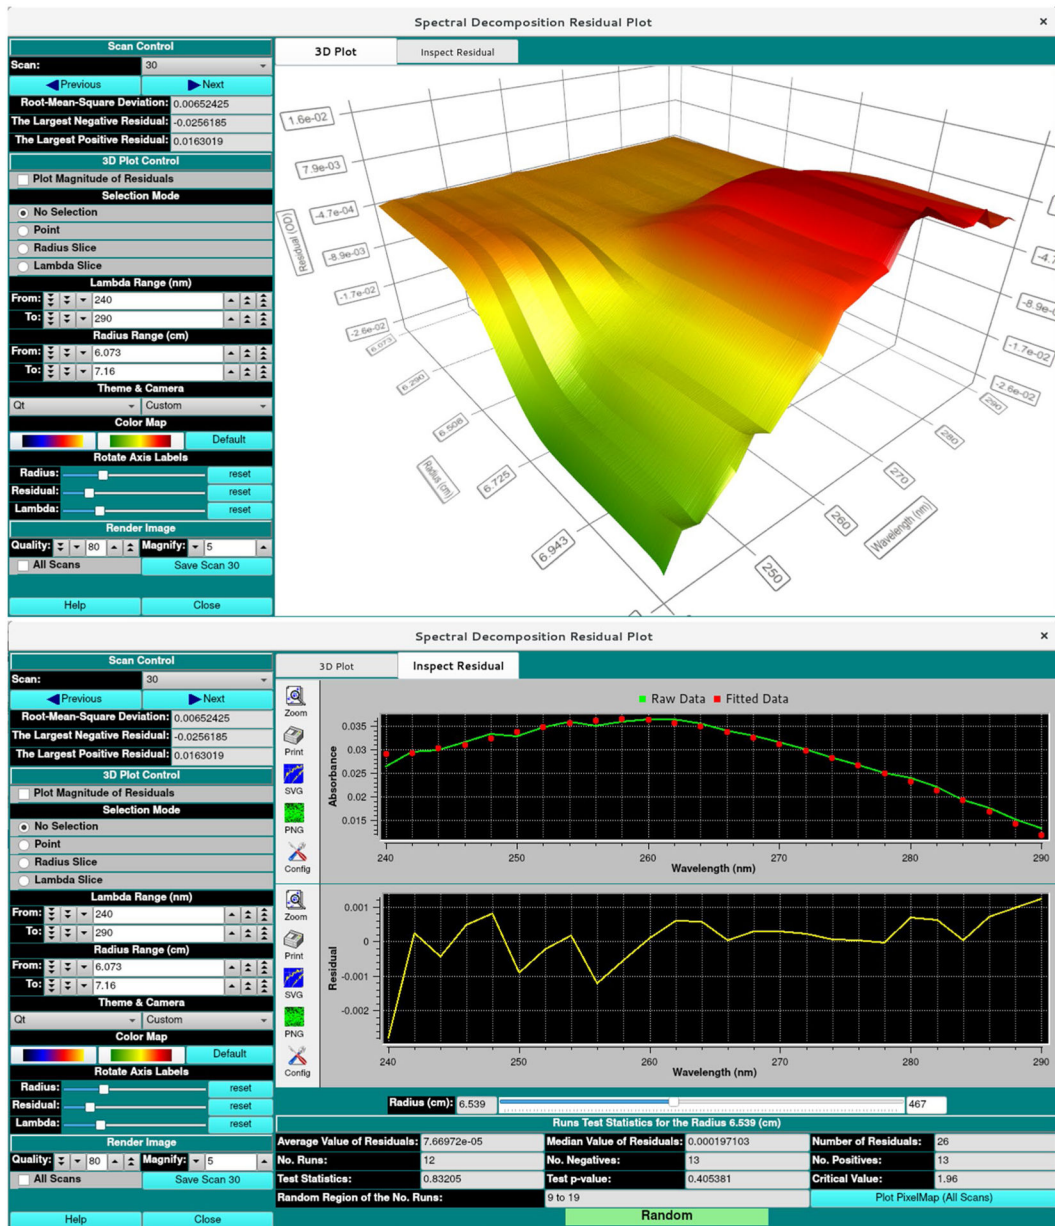 Spectral Decomposition Residual Plot ×
Scan Control
Scan: 30
Previous Next
Root-Mean-Square Deviation: 0.00652425
The Largest Negative Residual: -0.0256185
The Largest Positive Residual: 0.0163019
3D Plot Control
Plot Magnitude of Residuals
Selection Mode
No Selection
Point
Radius Slice
Lambda Slice
Lambda Range (nm)
From: 240
To: 290
Radius Range (cm)
From: 6.073
To: 7.16
Theme & Camera
Qt Custom
Color Map
Default
Rotate Axis Labels
Radius: reset
Residual: reset
Lambda: reset
Render Image
Quality: 80 Magnify: 5
All Scans Save Scan 30
Help Close
3D Plot Inspect Residual
1.6e-02
7.9e-03
-4.7e-04
-8.9e-03
-1.7e-02
-2.6e-02
Residual (OD)
6.073
6.290
6.508
6.725
6.943
Radius (cm)
250
260
270
280
290
Wavelength (nm)
-4.7
-8.9e-0
-1.7e-02
-2.6e-02
Spectral Decomposition Residual Plot ×
Scan Control
Scan: 30
Previous Next
Root-Mean-Square Deviation: 0.00652425
The Largest Negative Residual: -0.0256185
The Largest Positive Residual: 0.0163019
3D Plot Control
Plot Magnitude of Residuals
Selection Mode
No Selection
Point
Radius Slice
Lambda Slice
Lambda Range (nm)
From: 240
To: 290
Radius Range (cm)
From: 6.073
To: 7.16
Theme & Camera
Qt Custom
Color Map
Default
Rotate Axis Labels
Radius: reset
Residual: reset
Lambda: reset
Render Image
Quality: 80 Magnify: 5
All Scans Save Scan 30
Help Close
3D Plot Inspect Residual
Zoom
Print
SVG
PNG
Config
Raw Data Fitted Data
Absorbance
0.035
0.03
0.025
0.02
0.015
240 250 260 270 280 290
Wavelength (nm)
Zoom
Print
SVG
PNG
Config
Residual
0.001
0
-0.001
-0.002
240 250 260 270 280 290
Wavelength (nm)
Radius (cm): 6.539 467
Runs Test Statistics for the Radius 6.539 (cm)
Average Value of Residuals: 7.66972e-05 Median Value of Residuals: 0.000197103 Number of Residuals: 26
No. Runs: 12 No. Negatives: 13 No. Positives: 13
Test Statistics: 0.83205 Test p-value: 0.405381 Critical Value: 1.96
Random Region of the No. Runs: 9 to 19 Plot PixelMap (All Scans)
Random